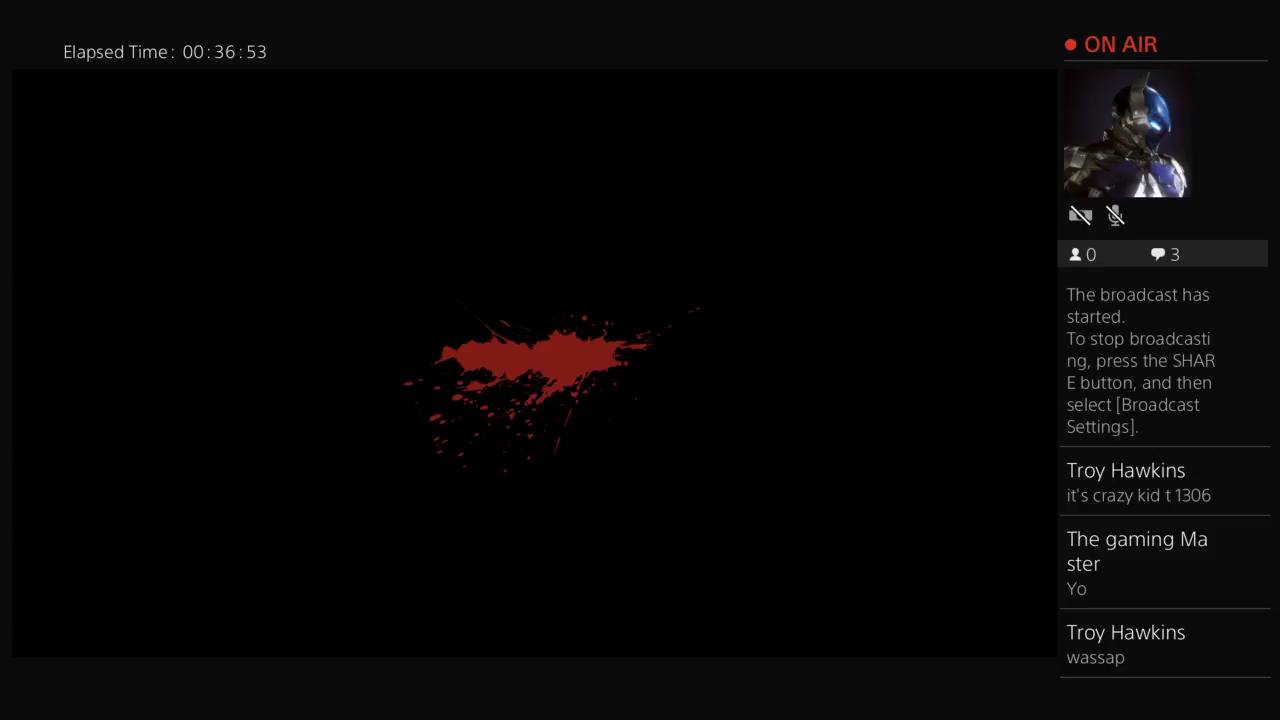 Elapsed Time: 00:36:53
ON AIR
0
3
The broadcast has
started.
To stop broadcasti
ng, press the SHAR
E button, and then
select [Broadcast
Settings].
Troy Hawkins
it's crazy kid t 1306
The gaming Ma
ster
Yo
Troy Hawkins
wassap